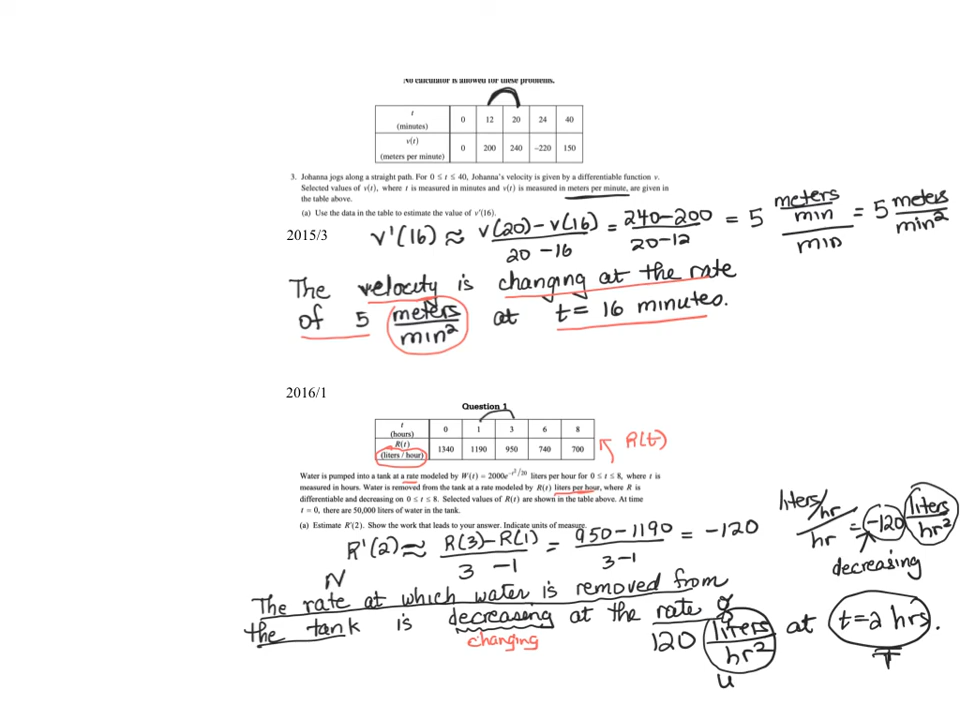 No calculator is allowed for these problems.
t
(minutes) 0 12 20 24 40
v(t)
(meters per minute) 0 200 240 −220 150
3. Johanna jogs along a straight path. For 0 ≤ t ≤ 40, Johanna's velocity is given by a differentiable function v.
Selected values of v(t), where t is measured in minutes and v(t) is measured in meters per minute, are given in
the table above.
(a) Use the data in the table to estimate the value of v'(16).
2015/3
v'(16) ≈ v(20)-v(16)/20-16 = 240-200/20-12 = 5 meters/min/min = 5 meters/min²
The velocity is changing at the rate
of 5 meters/min² at t= 16 minutes.
2016/1
Question 1
t
(hours) 0 1 3 6 8
R(t)
(liters / hour) 1340 1190 950 740 700
R(t)
Water is pumped into a tank at a rate modeled by W(t) = 2000e^(−t²/20) liters per hour for 0 ≤ t ≤ 8, where t is
measured in hours. Water is removed from the tank at a rate modeled by R(t) liters per hour, where R is
differentiable and decreasing on 0 ≤ t ≤ 8. Selected values of R(t) are shown in the table above. At time
t = 0, there are 50,000 liters of water in the tank.
(a) Estimate R'(2). Show the work that leads to your answer. Indicate units of measure.
R'(2) ≈ R(3)-R(1)/3-1 = 950-1190/3-1 = -120
liters/hr/hr = -120 liters/hr²
decreasing
N
The rate at which water is removed from
the tank is decreasing at the rate of
changing
120 liters/hr² at t=2 hrs.
u
T